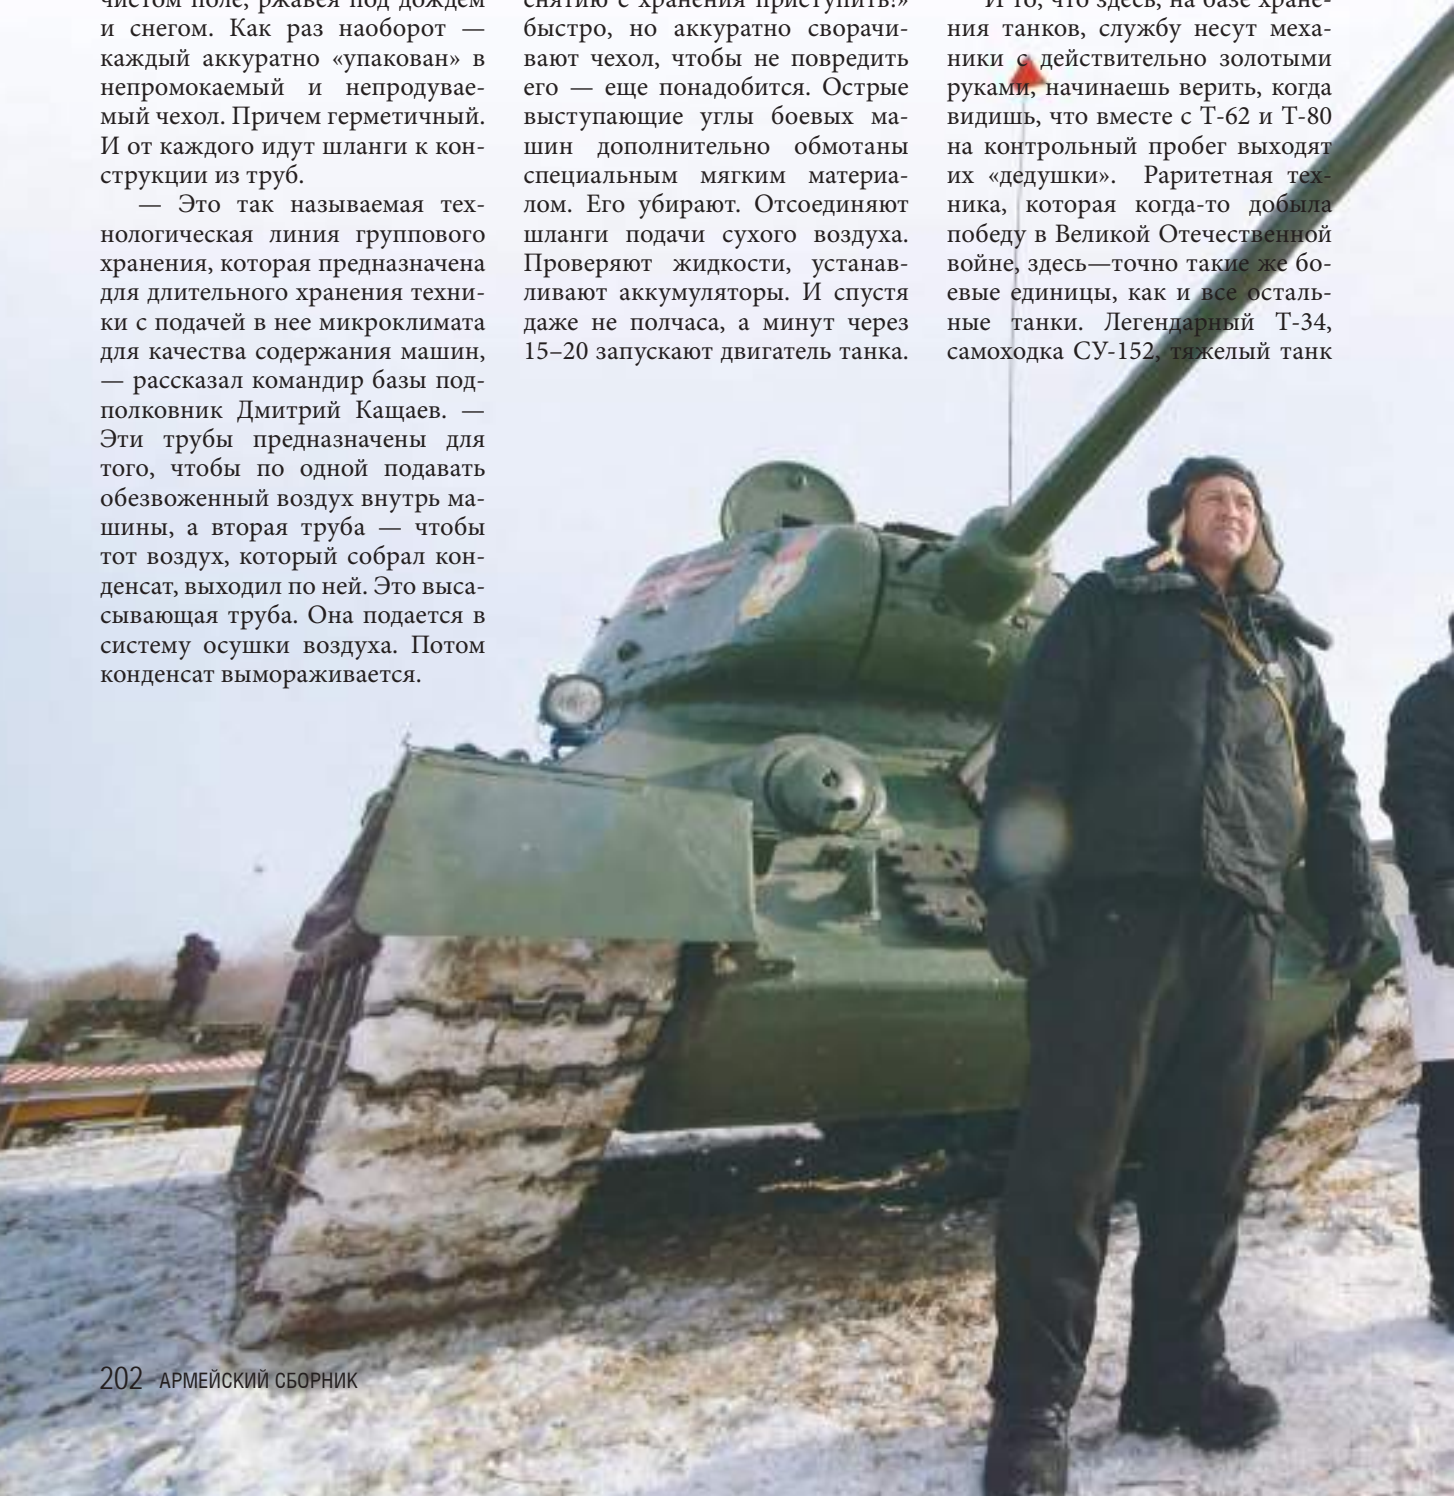 чистом поле, ржавея под дождем
и снегом. Как раз наоборот —
каждый аккуратно «упакован» в
непромокаемый и непродувае-
мый чехол. Причем герметичный.
И от каждого идут шланги к кон-
струкции из труб.
— Это так называемая тех-
нологическая линия группового
хранения, которая предназначена
для длительного хранения техни-
ки с подачей в нее микроклимата
для качества содержания машин,
— рассказал командир базы под-
полковник Дмитрий Кащаев. —
Эти трубы предназначены для
того, чтобы по одной подавать
обезвоженный воздух внутрь ма-
шины, а вторая труба — чтобы
тот воздух, который собрал кон-
денсат, выходил по ней. Это выса-
сывающая труба. Она подается в
систему осушки воздуха. Потом
конденсат вымораживается.
снятию с хранения приступить!»
быстро, но аккуратно сворачи-
вают чехол, чтобы не повредить
его — еще понадобится. Острые
выступающие углы боевых ма-
шин дополнительно обмотаны
специальным мягким материа-
лом. Его убирают. Отсоединяют
шланги подачи сухого воздуха.
Проверяют жидкости, устанав-
ливают аккумуляторы. И спустя
даже не полчаса, а минут через
15–20 запускают двигатель танка.
И то, что здесь, на базе хране-
ния танков, службу несут меха-
ники с действительно золотыми
руками, начинаешь верить, когда
видишь, что вместе с Т-62 и Т-80
на контрольный пробег выходят
их «дедушки». Раритетная тех-
ника, которая когда-то добыла
победу в Великой Отечественной
войне, здесь—точно такие же бо-
евые единицы, как и все осталь-
ные танки. Легендарный Т-34,
самоходка СУ-152, тяжелый танк
202 АРМЕЙСКИЙ СБОРНИК